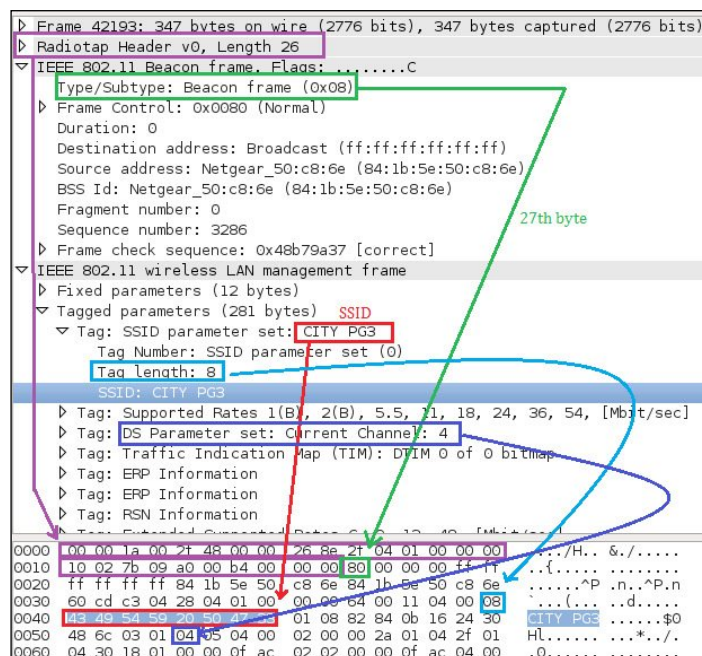 Frame 42193: 347 bytes on wire (2776 bits), 347 bytes captured (2776 bits)
Radiotap Header v0, Length 26
IEEE 802.11 Beacon frame, Flags: ........C
Type/Subtype: Beacon frame (0x08)
Frame Control: 0x0080 (Normal)
Duration: 0
Destination address: Broadcast (ff:ff:ff:ff:ff:ff)
Source address: Netgear_50:c8:6e (84:1b:5e:50:c8:6e)
BSS Id: Netgear_50:c8:6e (84:1b:5e:50:c8:6e)
Fragment number: 0
27th byte
Sequence number: 3286
Frame check sequence: 0x48b79a37 [correct]
IEEE 802.11 wireless LAN management frame
Fixed parameters (12 bytes)
Tagged parameters (281 bytes)
SSID
Tag: SSID parameter set: CITY PG3
Tag Number: SSID parameter set (0)
Tag length: 8
SSID: CITY PG3
Tag: Supported Rates 1(B), 2(B), 5.5, 11, 18, 24, 36, 54, [Mbit/sec]
Tag: DS Parameter set: Current Channel: 4
Tag: Traffic Indication Map (TIM): DTIM 0 of 0 bitmap
Tag: ERP Information
Tag: ERP Information
Tag: RSN Information
0000 00 00 1a 00 2f 48 00 00 26 8e 2f 04 01 00 00 00 ..../H.. &./.....
0010 10 02 7b 09 a0 00 b4 00 00 00 80 00 00 00 ff ff ..{..... ........
0020 ff ff ff ff 84 1b 5e 50 c8 6e 84 1b 5e 50 c8 6e ......^P .n..^P.n
0030 60 cd c3 04 28 04 01 00 00 00 64 00 11 04 00 08 `...(... ..d.....
0040 43 49 54 59 20 50 47 33 01 08 82 84 0b 16 24 30 CITY PG3 ......$0
0050 48 6c 03 01 04 05 04 00 02 00 00 2a 01 04 2f 01 Hl...... ...*../.
0060 04 30 18 01 00 00 0f ac 02 02 00 00 0f ac 04 00 .0...... ........